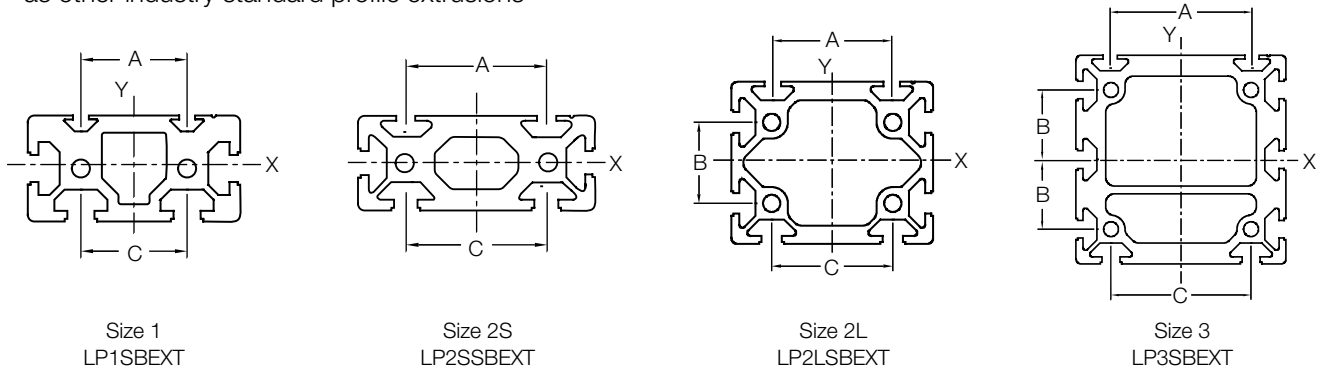 as other industry standard profile extrusions
A
Y
X
C
Size 1
LP1SBEXT
A
X
C
Size 2S
LP2SSBEXT
A
Y
B
X
C
Size 2L
LP2LSBEXT
A
Y
B
X
B
C
Size 3
LP3SBEXT